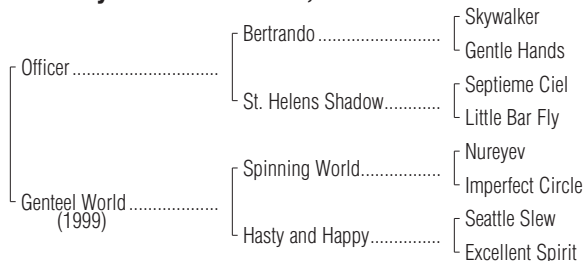 Skywalker
Bertrando
Gentle Hands
Officer
Septieme Ciel
St. Helens Shadow
Little Bar Fly
Nureyev
Spinning World
Imperfect Circle
Genteel World
(1999)
Seattle Slew
Hasty and Happy
Excellent Spirit